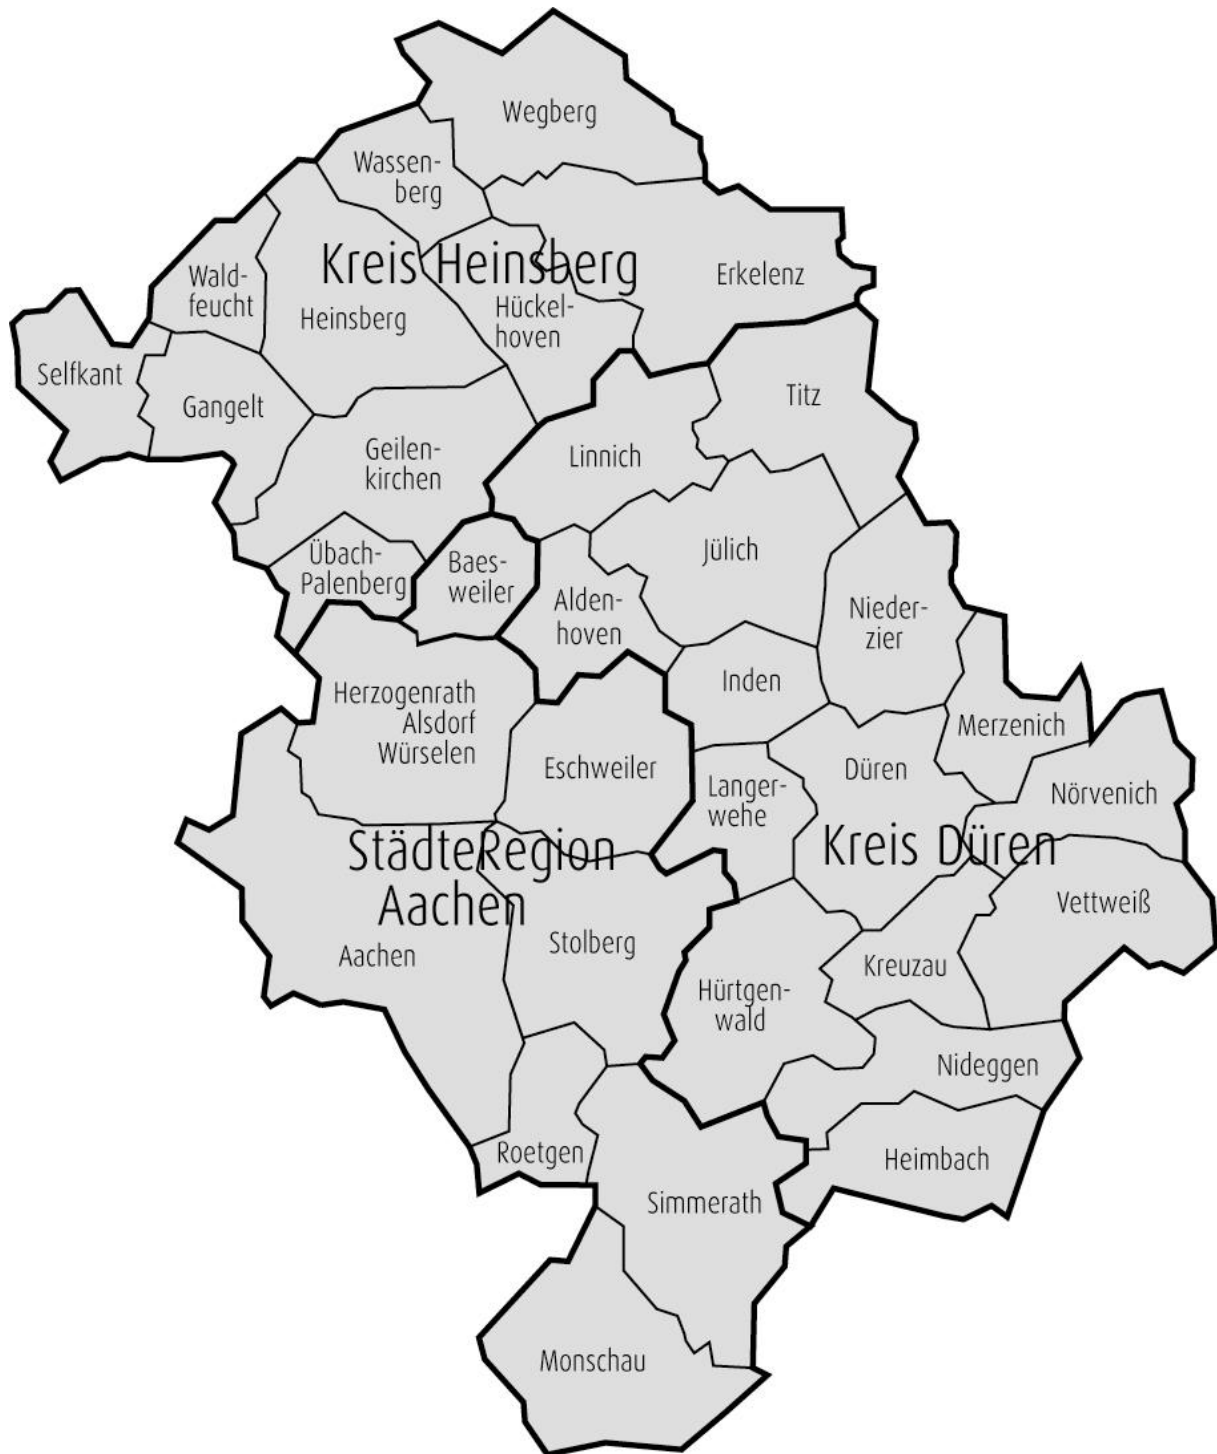 Wegberg
Wassen-
berg
Kreis Heinsberg
Erkelenz
Wald-
feucht
Heinsberg
Hückel-
hoven
Selfkant
Gangelt
Titz
Geilen-
kirchen
Linnich
Übach-
Palenberg
Baes-
weiler
Jülich
Alden-
hoven
Nieder-
zier
Inden
Herzogenrath
Alsdorf
Würselen
Merzenich
Eschweiler
Düren
Langer-
wehe
Nörvenich
StädteRegion
Aachen
Kreis Düren
Vettweiß
Aachen
Stolberg
Kreuzau
Hürtgen-
wald
Nideggen
Roetgen
Heimbach
Simmerath
Monschau